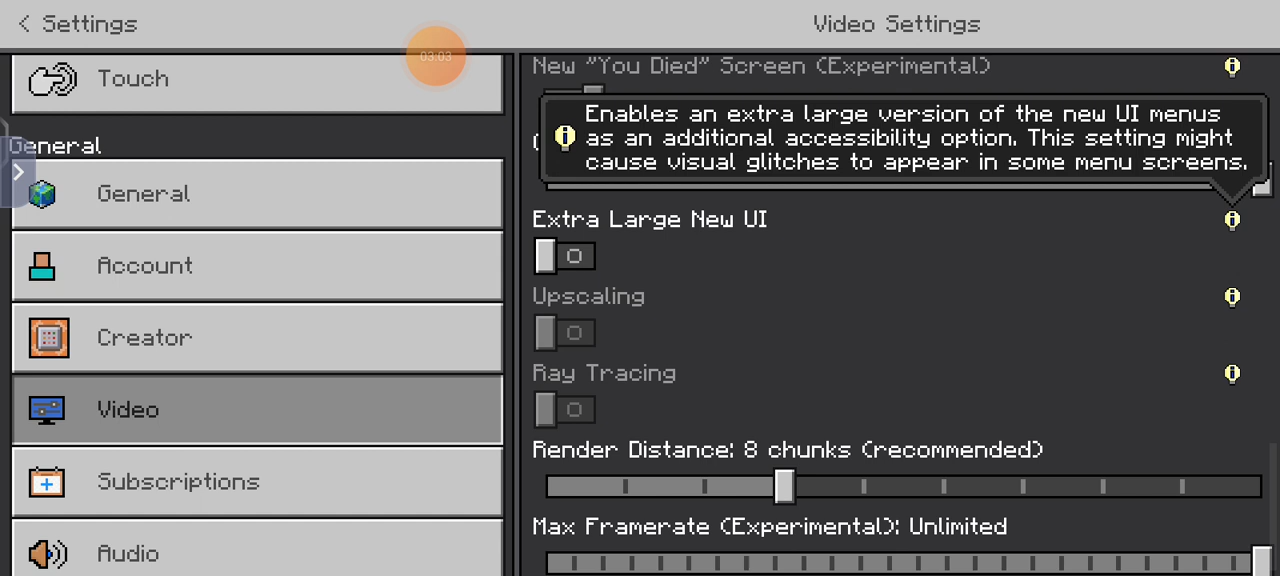 Settings
Video Settings
03:03
Touch
General
General
Account
Creator
Video
Subscriptions
Audio
New "You Died" Screen (Experimental)
Enables an extra large version of the new UI menus
as an additional accessibility option. This setting might
cause visual glitches to appear in some menu screens.
Extra Large New UI
Upscaling
Ray Tracing
Render Distance: 8 chunks (recommended)
Max Framerate (Experimental): Unlimited